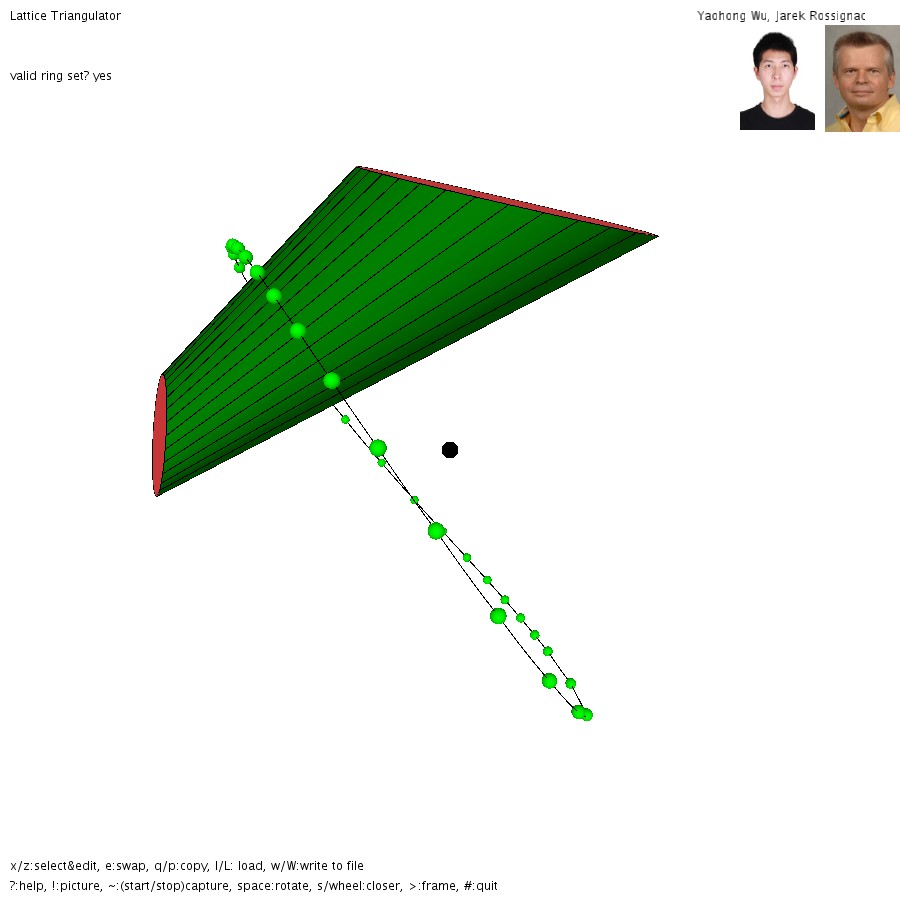 Lattice Triangulator
Yaohong Wu, Jarek Rossignac
valid ring set? yes
x/z:select&edit, e:swap, q/p:copy, l/L: load, w/W:write to file
?:help, !:picture, ~:(start/stop)capture, space:rotate, s/wheel:closer, >:frame, #:quit